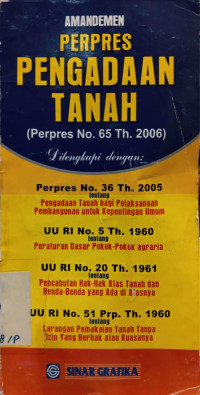 AMANDEMEN
PERPRES
PENGADAAN
TANAH
(Perpres No. 65 Th. 2006)
Dilengkapi dengan:
Perpres No. 36 Th. 2005
tentang
Pengadaan Tanah bagi Pelaksanaan
Pembangunan untuk Kepentingan Umum
UU RI No. 5 Th. 1960
tentang
Peraturan Dasar Pokok-Pokok agraria
UU RI No. 20 Th. 1961
tentang
Pencabutan Hak-Hak Atas Tanah dan
Benda-Benda yang Ada di Atasnya
UU RI No. 51 Prp. Th. 1960
tentang
Larangan Pemakaian Tanah Tanpa
Izin Yang Berhak atau Kuasanya
SINAR GRAFIKA